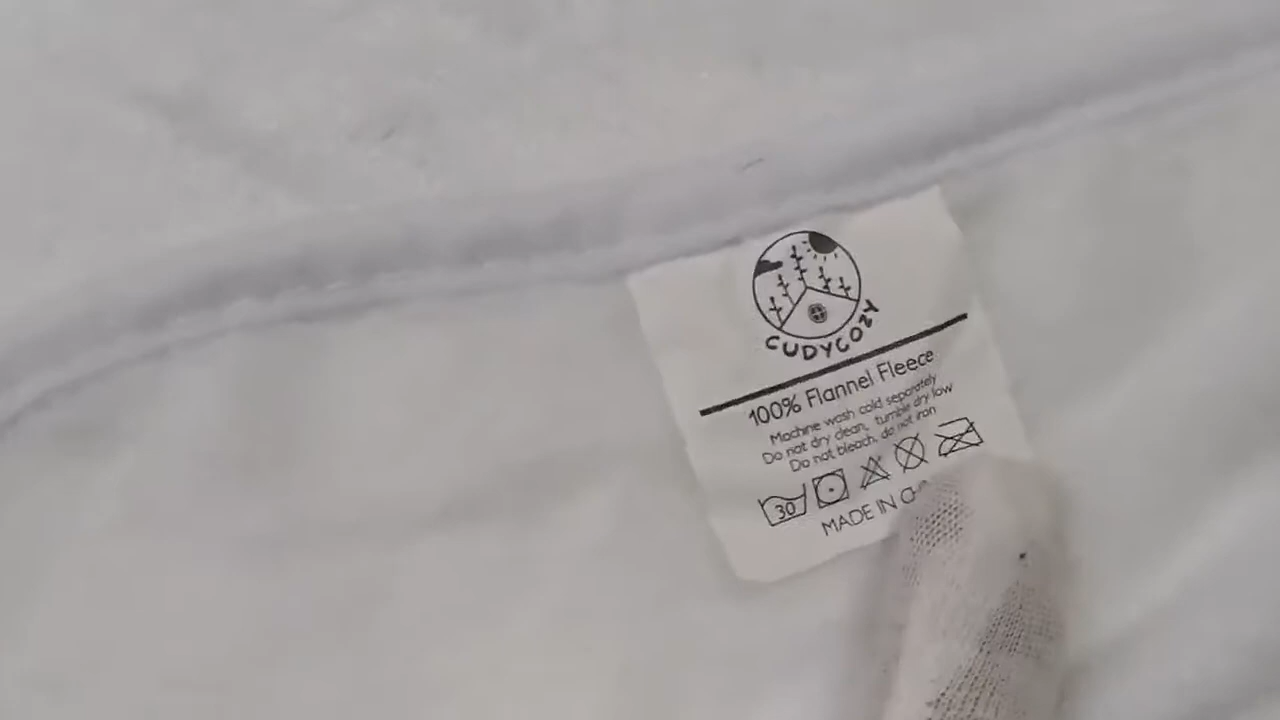 CUDYCOZY
100% Flannel Fleece
Machine wash cold separately
Do not dry clean, tumble dry low
Do not bleach, do not iron
30
MADE IN